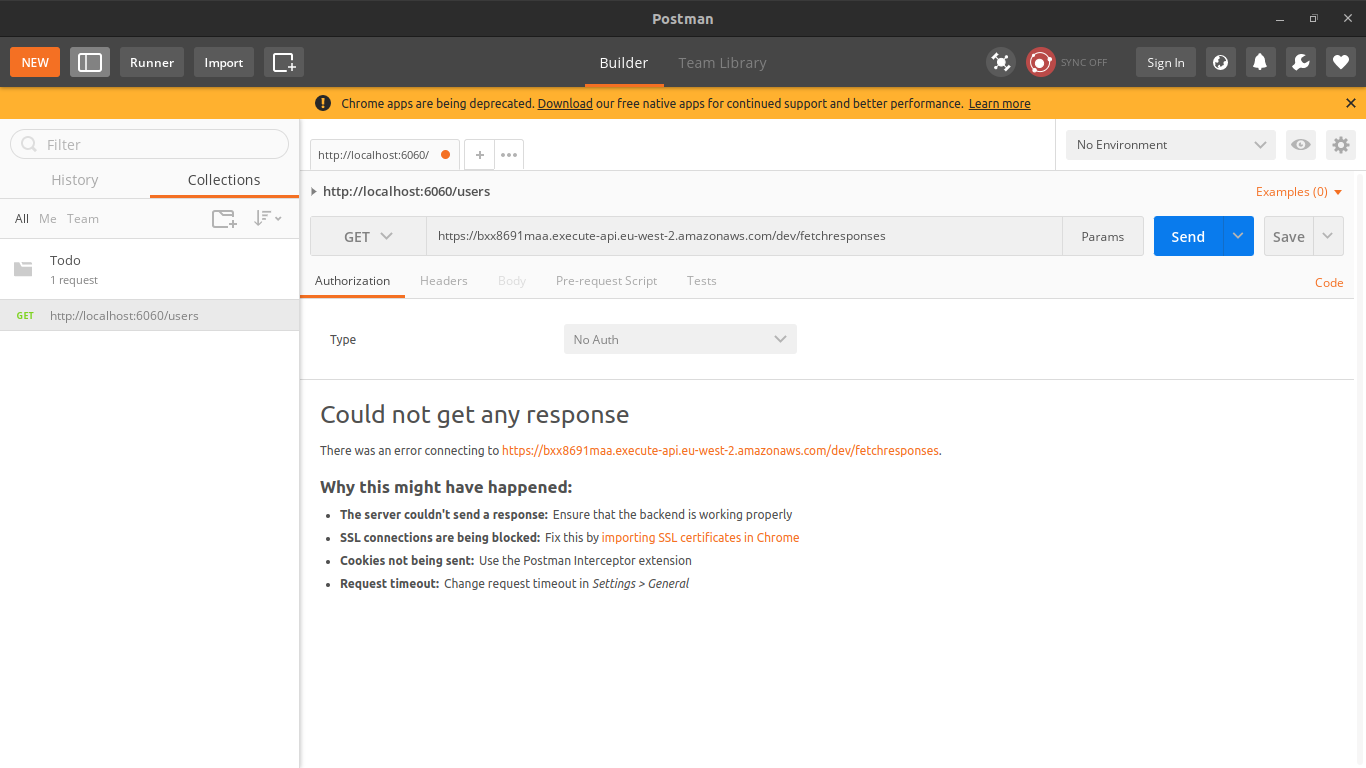 Postman
NEW Runner Import Builder Team Library SYNC OFF Sign In
Chrome apps are being deprecated. Download our free native apps for continued support and better performance. Learn more
Filter
History Collections
All Me Team
Todo
1 request
GET http://localhost:6060/users
http://localhost:6060/ + ••• No Environment
http://localhost:6060/users Examples (0)
GET https://bxx8691maa.execute-api.eu-west-2.amazonaws.com/dev/fetchresponses Params Send Save
Authorization Headers Body Pre-request Script Tests Code
Type No Auth
Could not get any response
There was an error connecting to https://bxx8691maa.execute-api.eu-west-2.amazonaws.com/dev/fetchresponses.
Why this might have happened:
• The server couldn't send a response: Ensure that the backend is working properly
• SSL connections are being blocked: Fix this by importing SSL certificates in Chrome
• Cookies not being sent: Use the Postman Interceptor extension
• Request timeout: Change request timeout in Settings > General